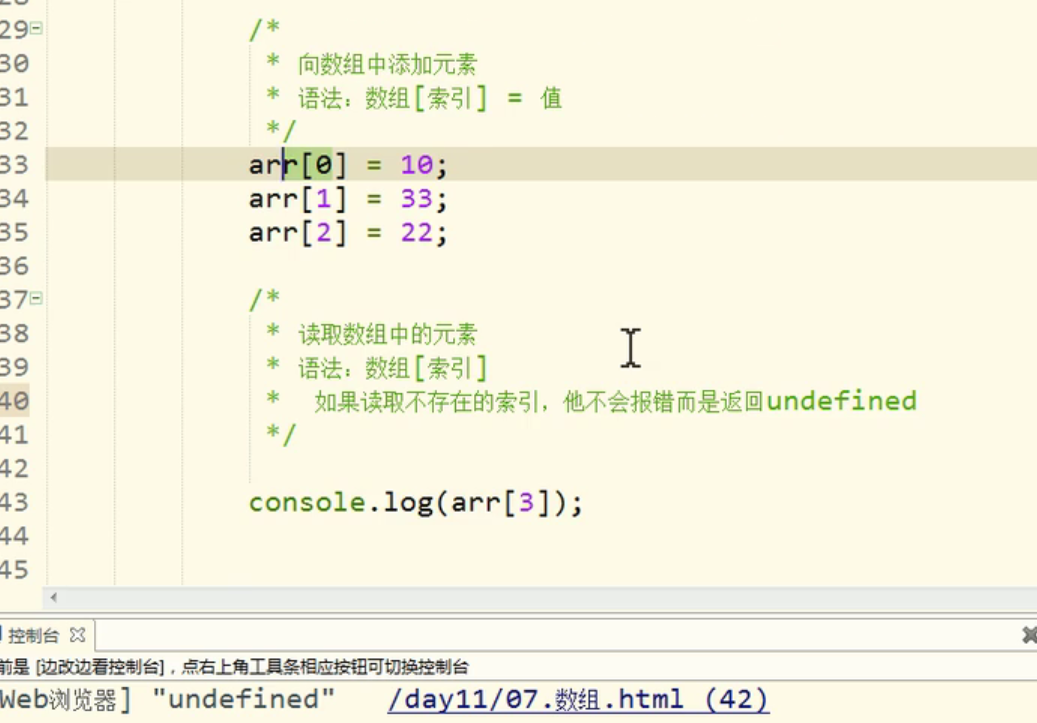 29 /*
30 * 向数组中添加元素
31 * 语法：数组[索引] = 值
32 */
33 arr[0] = 10;
34 arr[1] = 33;
35 arr[2] = 22;
36
37 /*
38 * 读取数组中的元素
39 * 语法：数组[索引]
40 * 如果读取不存在的索引，他不会报错而是返回undefined
41 */
42
43 console.log(arr[3]);
44
45
控制台
前是 [边改边看控制台]，点右上角工具条相应按钮可切换控制台
Web浏览器] "undefined" /day11/07.数组.html (42)